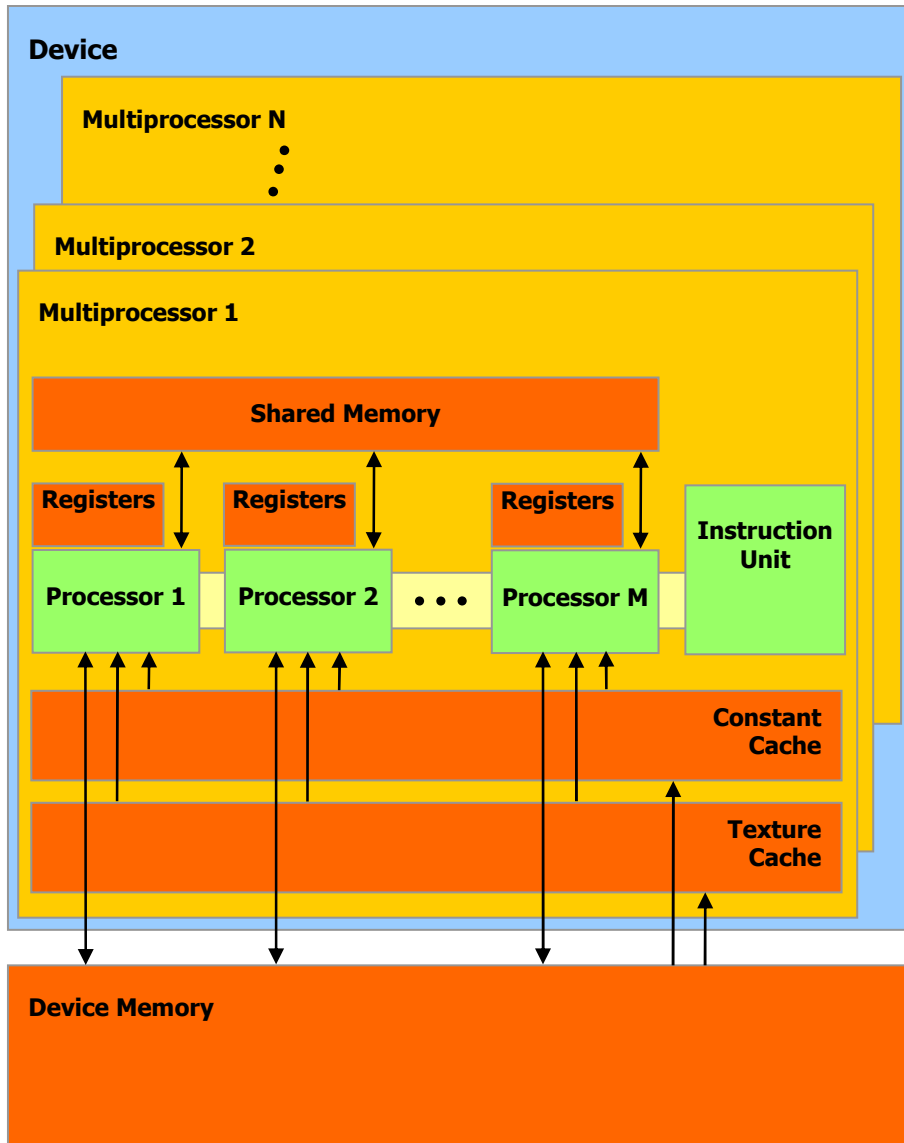 Device
Multiprocessor N
Multiprocessor 2
Multiprocessor 1
Shared Memory
Registers
Registers
Registers
Instruction
Unit
Processor 1
Processor 2
Processor M
Constant
Cache
Texture
Cache
Device Memory